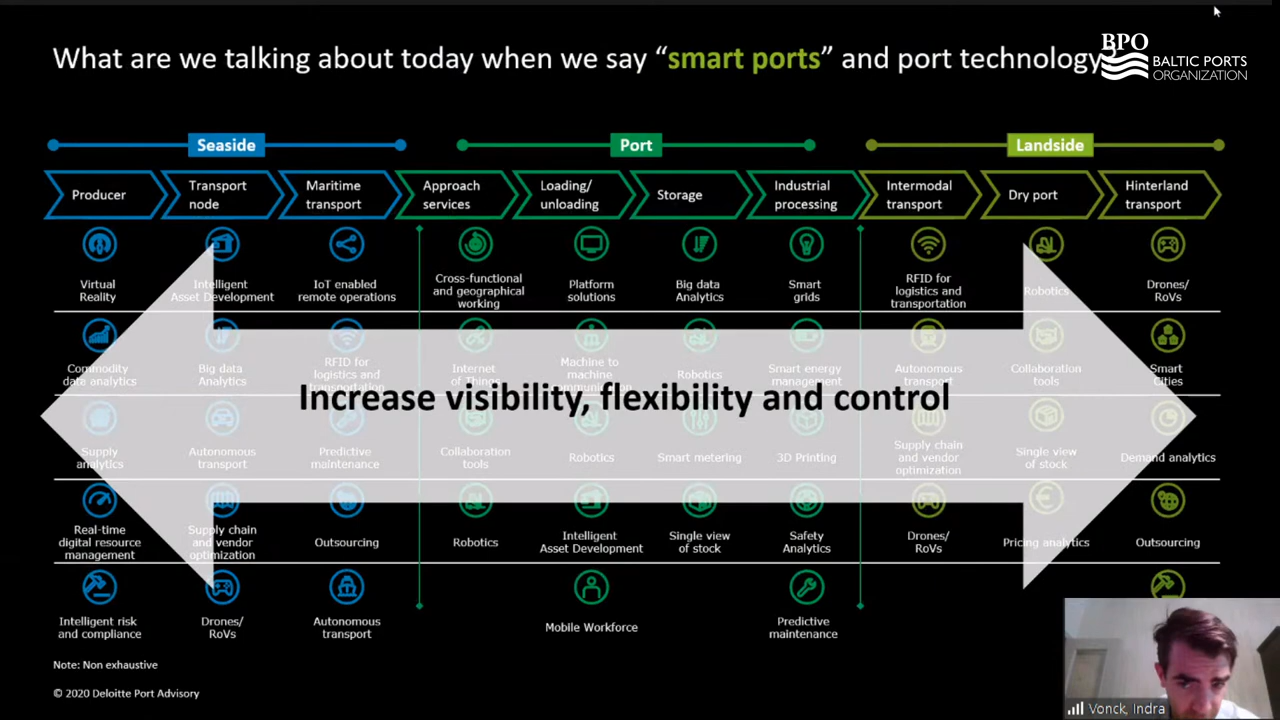 What are we talking about today when we say “smart ports” and port technology?
BPO
BALTIC PORTS
ORGANIZATION
Seaside
Port
Landside
Producer
Transport
node
Maritime
transport
Approach
services
Loading/
unloading
Storage
Industrial
processing
Intermodal
transport
Dry port
Hinterland
transport
Virtual
Reality
Intelligent
Asset Development
IoT enabled
remote operations
Cross-functional
and geographical
working
Platform
solutions
Big data
Analytics
Smart
grids
RFID for
logistics and
transportation
Robotics
Drones/
RoVs
Commodity
data analytics
Big data
Analytics
RFID for
logistics and
transportation
Internet
of Things
Machine to
machine
communication
Robotics
Smart energy
management
Autonomous
transport
Collaboration
tools
Smart
Cities
Increase visibility, flexibility and control
Supply
analytics
Autonomous
transport
Predictive
maintenance
Collaboration
tools
Robotics
Smart metering
3D Printing
Supply chain
and vendor
optimization
Single view
of stock
Demand analytics
Real-time
digital resource
management
Supply chain
and vendor
optimization
Outsourcing
Robotics
Intelligent
Asset Development
Single view
of stock
Safety
Analytics
Drones/
RoVs
Pricing analytics
Outsourcing
Intelligent risk
and compliance
Drones/
RoVs
Autonomous
transport
Mobile Workforce
Predictive
maintenance
Note: Non exhaustive
© 2020 Deloitte Port Advisory
Vonck, Indra